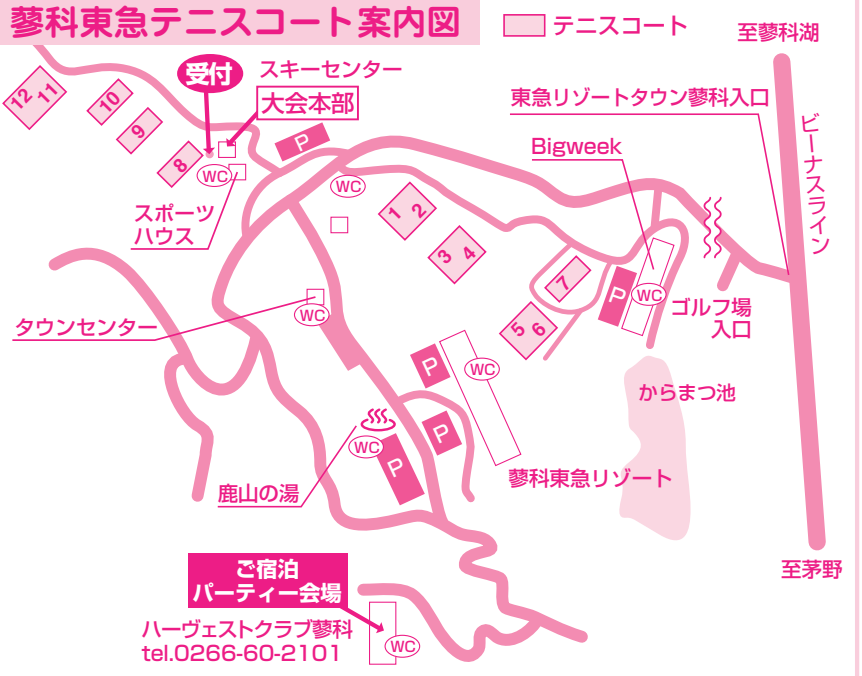 蓼科東急テニスコート案内図
テニスコート
至蓼科湖
受付
スキーセンター
大会本部
東急リゾートタウン蓼科入口
ビーナスライン
Bigweek
12 11
10
9
8
P
WC
WC
スポーツ
ハウス
1 2
3 4
7
5 6
P
WC
ゴルフ場
入口
タウンセンター
WC
P
WC
からまつ池
WC
P
P
鹿山の湯
蓼科東急リゾート
至茅野
ご宿泊
パーティー会場
ハーヴェストクラブ蓼科
tel.0266-60-2101
WC